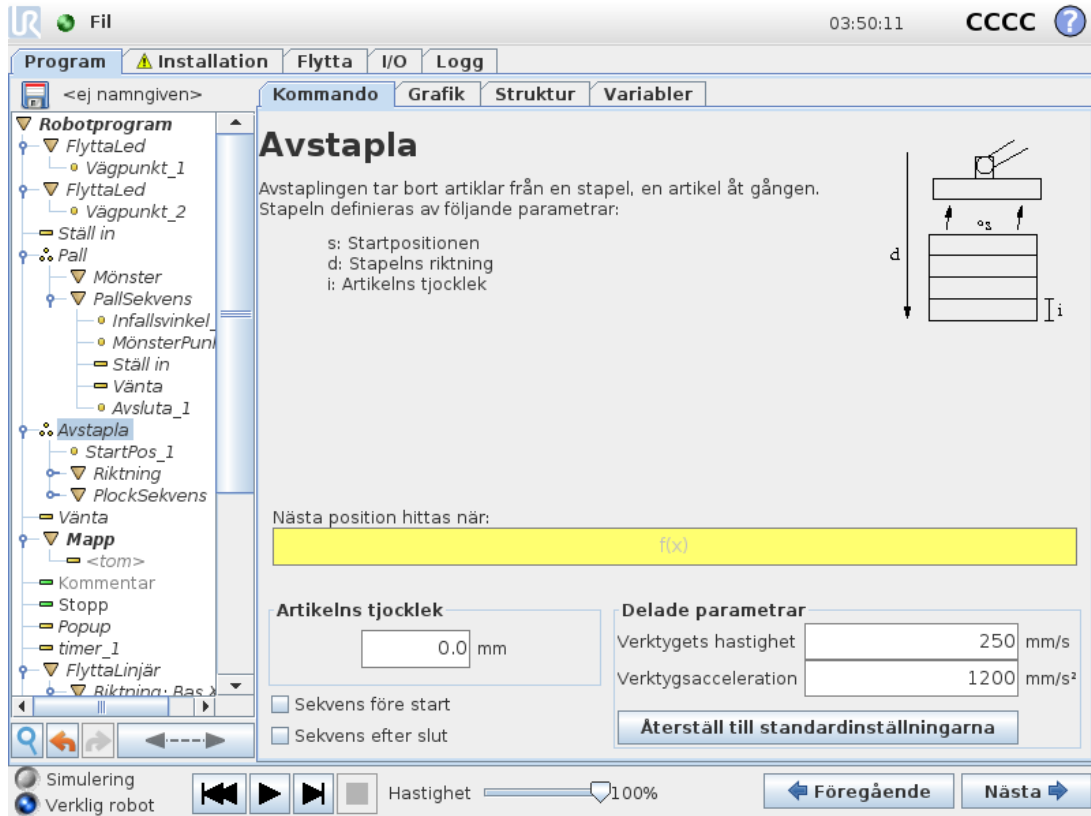 UR Fil 03:50:11 CCCC ?
Program Installation Flytta I/O Logg
<ej namngiven>
Kommando Grafik Struktur Variabler
Robotprogram
FlyttaLed
Vägpunkt_1
FlyttaLed
Vägpunkt_2
Ställ in
Pall
Mönster
PallSekvens
Infallsvinkel_
MönsterPunk
Ställ in
Vänta
Avsluta_1
Avstapla
StartPos_1
Riktning
PlockSekvens
Vänta
Mapp
<tom>
Kommentar
Stopp
Popup
timer_1
FlyttaLinjär
Riktning: Bas X
Avstapla
Avstaplingen tar bort artiklar från en stapel, en artikel åt gången.
Stapeln definieras av följande parametrar:
s: Startpositionen
d: Stapelns riktning
i: Artikelns tjocklek
s
d
i
Nästa position hittas när:
f(x)
Artikelns tjocklek
0.0 mm
Sekvens före start
Sekvens efter slut
Delade parametrar
Verktygets hastighet 250 mm/s
Verktygsacceleration 1200 mm/s²
Återställ till standardinställningarna
Simulering
Verklig robot
Hastighet 100%
Föregående Nästa